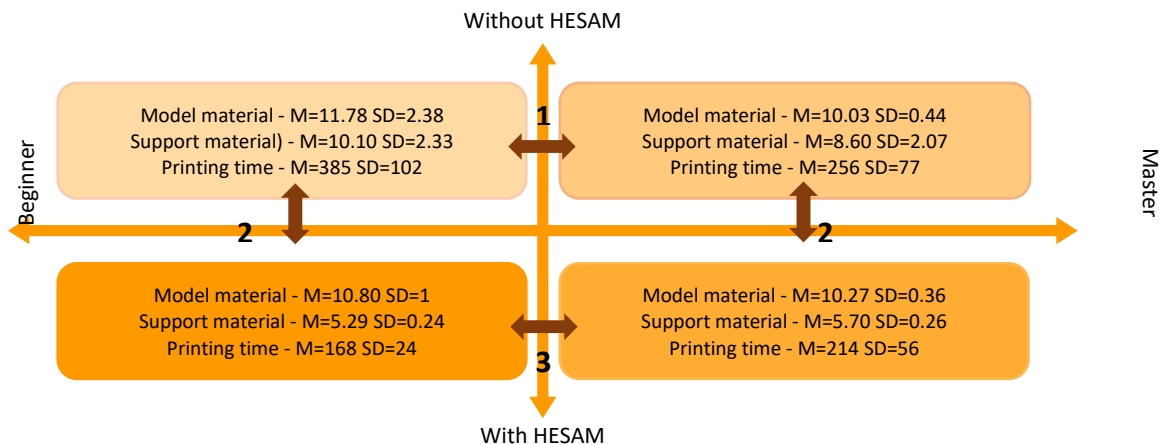 Without HESAM
Model material - M=11.78 SD=2.38
Support material) - M=10.10 SD=2.33
Printing time - M=385 SD=102
1
Model material - M=10.03 SD=0.44
Support material - M=8.60 SD=2.07
Printing time - M=256 SD=77
Beginner
Master
2
2
Model material - M=10.80 SD=1
Support material - M=5.29 SD=0.24
Printing time - M=168 SD=24
3
Model material - M=10.27 SD=0.36
Support material - M=5.70 SD=0.26
Printing time - M=214 SD=56
With HESAM